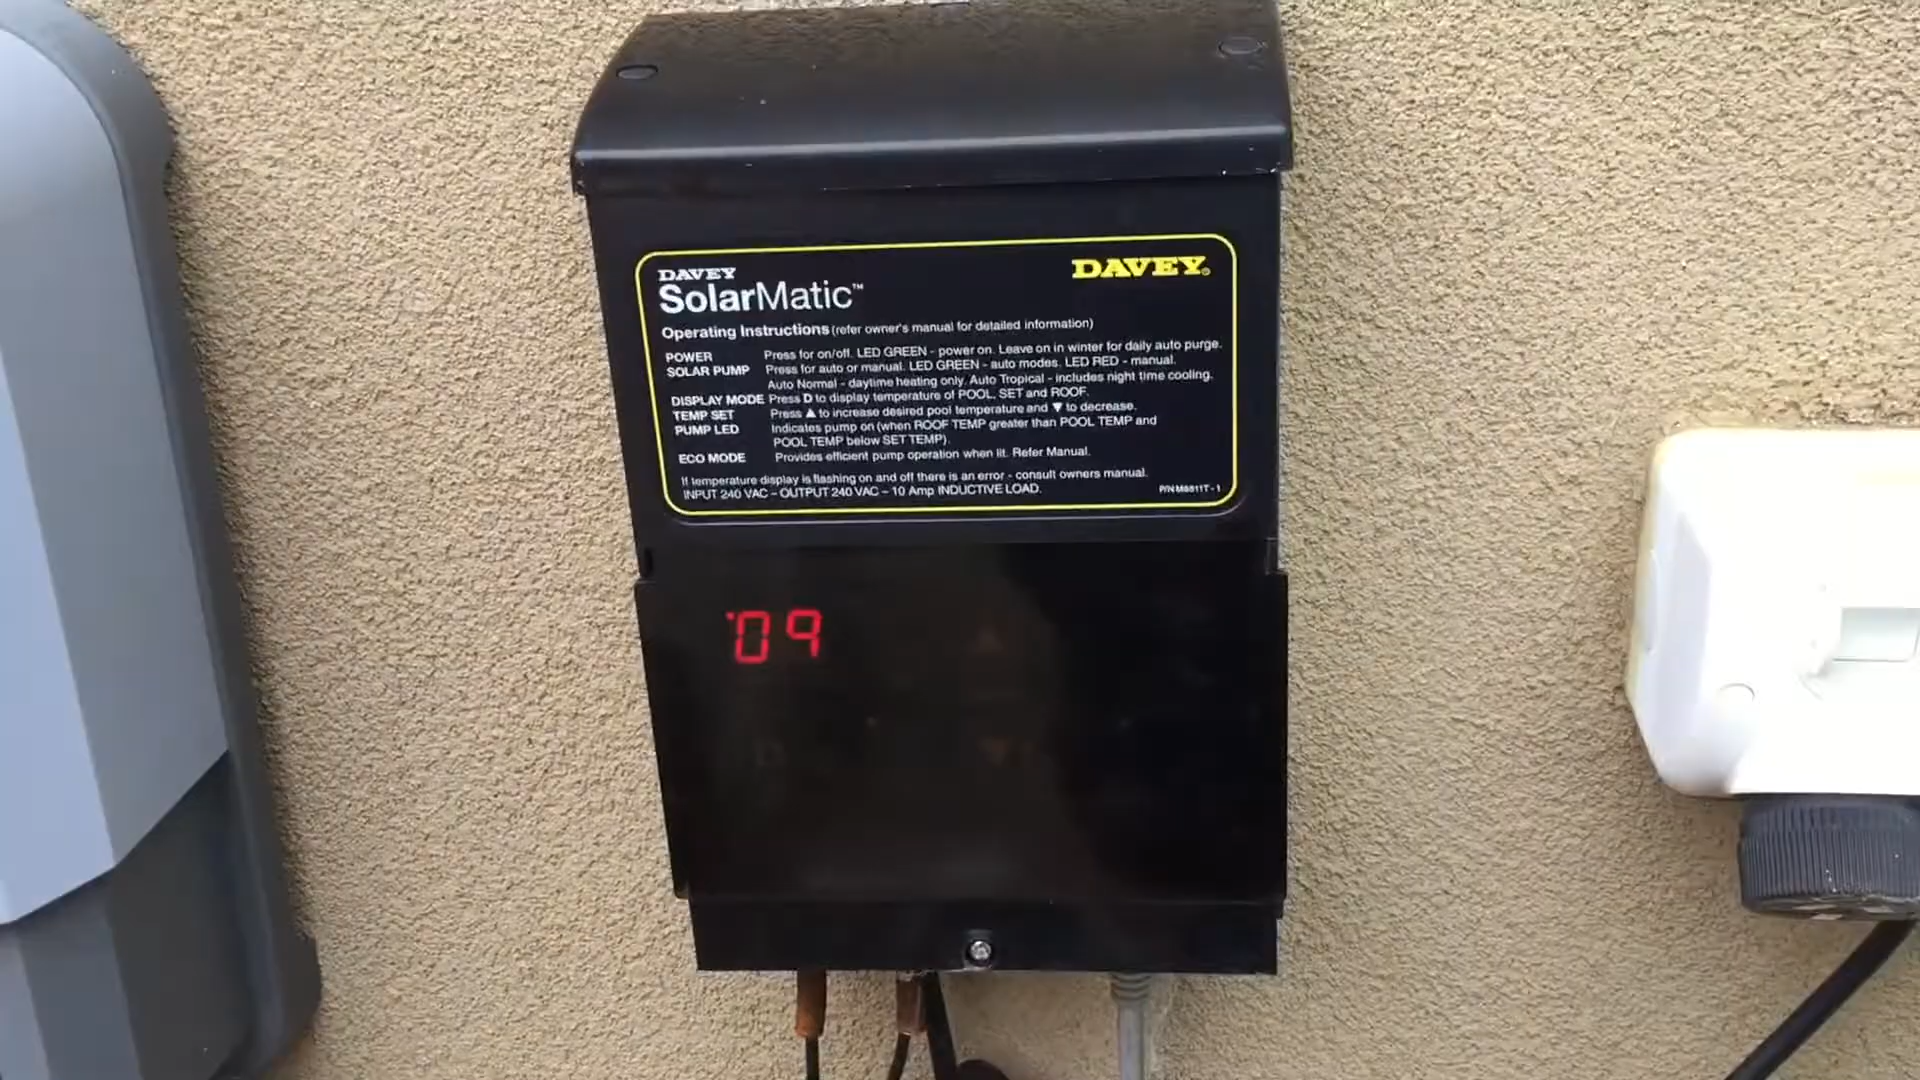 DAVEY
SolarMatic™
DAVEY®
Operating Instructions (refer owner's manual for detailed information)
POWER Press for on/off. LED GREEN - power on. Leave on in winter for daily auto purge.
SOLAR PUMP Press for auto or manual. LED GREEN - auto modes. LED RED - manual.
Auto Normal - daytime heating only. Auto Tropical - includes night time cooling.
DISPLAY MODE Press D to display temperature of POOL, SET and ROOF.
TEMP SET Press ▲ to increase desired pool temperature and ▼ to decrease.
PUMP LED Indicates pump on (when ROOF TEMP greater than POOL TEMP and
POOL TEMP below SET TEMP).
ECO MODE Provides efficient pump operation when lit. Refer Manual.
If temperature display is flashing on and off there is an error - consult owners manual.
INPUT 240 VAC - OUTPUT 240 VAC - 10 Amp INDUCTIVE LOAD.
09
D